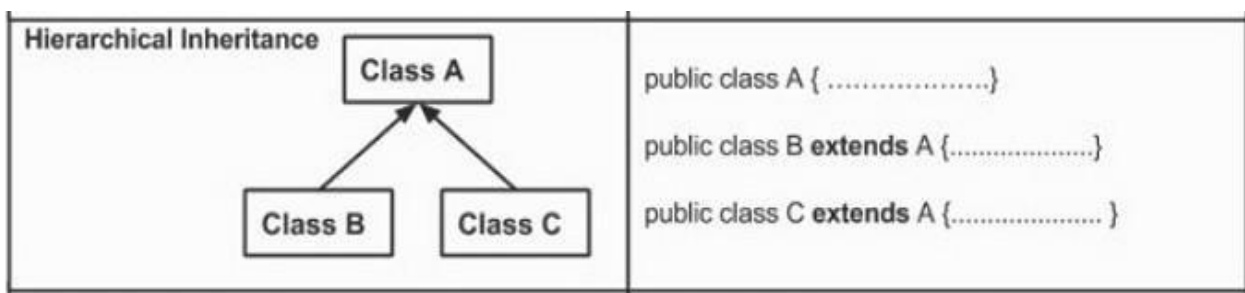 Hierarchical Inheritance
Class A
Class B
Class C
public class A { ...................}
public class B extends A {....................}
public class C extends A {..................... }